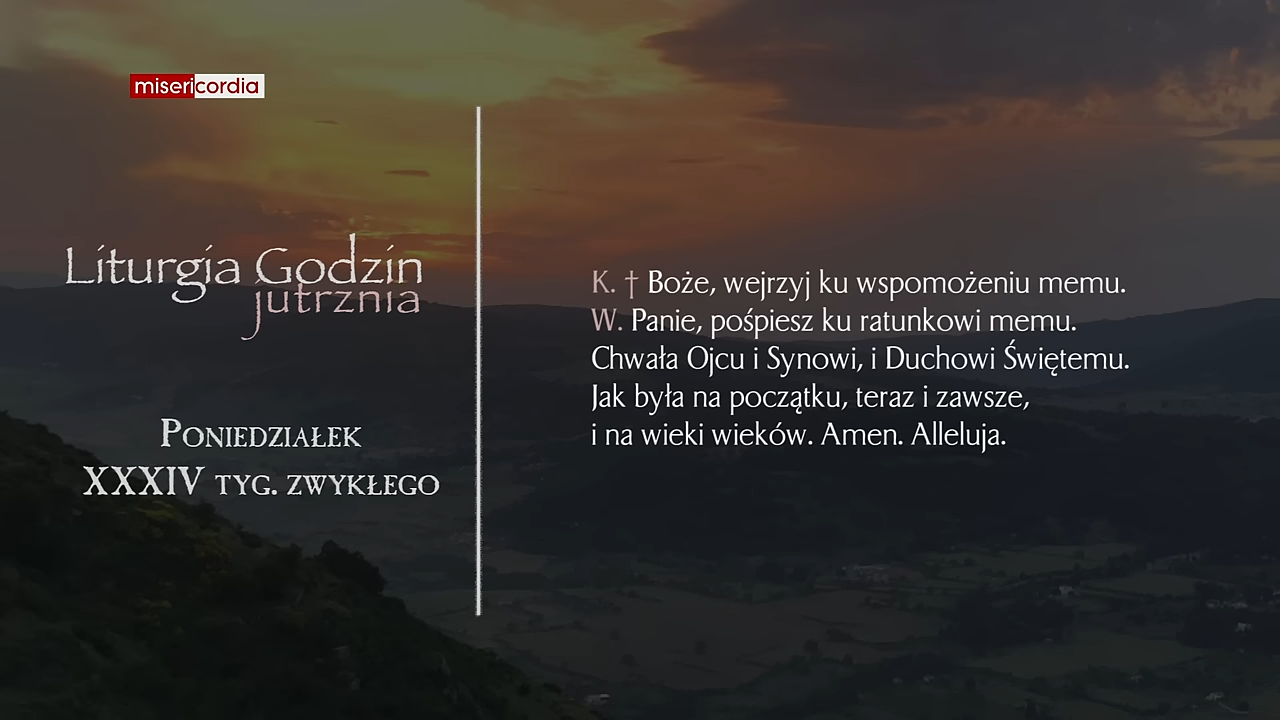 misericordia
Liturgia Godzin
jutrznia
Poniedziałek
XXXIV tyg. zwykłego
K. † Boże, wejrzyj ku wspomożeniu memu.
W. Panie, pośpiesz ku ratunkowi memu.
Chwała Ojcu i Synowi, i Duchowi Świętemu.
Jak była na początku, teraz i zawsze,
i na wieki wieków. Amen. Alleluja.